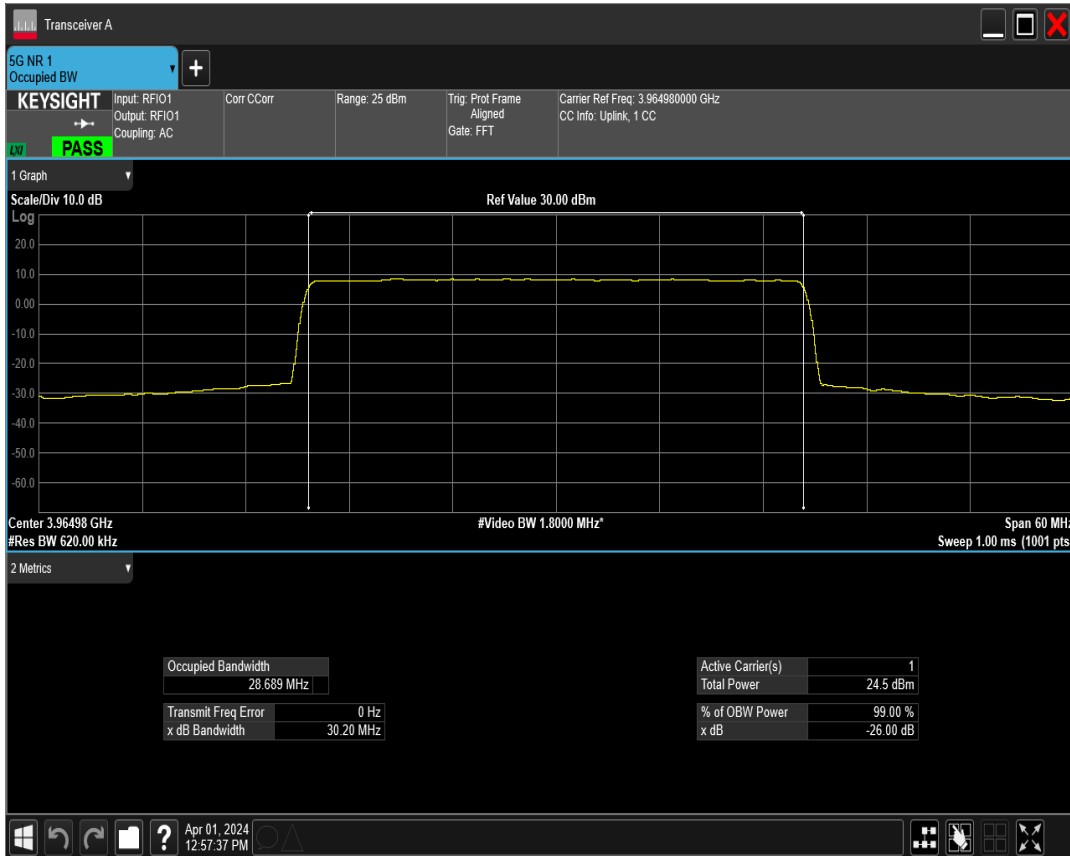 Transceiver A
5G NR 1
Occupied BW
KEYSIGHT
LXI
PASS
Input: RFIO1
Output: RFIO1
Coupling: AC
Corr CCorr
Range: 25 dBm
Trig: Prot Frame
Aligned
Gate: FFT
Carrier Ref Freq: 3.964980000 GHz
CC Info: Uplink, 1 CC
1 Graph
Scale/Div 10.0 dB
Ref Value 30.00 dBm
Log
20.0
10.0
0.00
-10.0
-20.0
-30.0
-40.0
-50.0
-60.0
Center 3.96498 GHz
#Video BW 1.8000 MHz*
Span 60 MHz
#Res BW 620.00 kHz
Sweep 1.00 ms (1001 pts
2 Metrics
Occupied Bandwidth
28.689 MHz
Transmit Freq Error 0 Hz
x dB Bandwidth 30.20 MHz
Active Carrier(s) 1
Total Power 24.5 dBm
% of OBW Power 99.00 %
x dB -26.00 dB
?
Apr 01, 2024
12:57:37 PM